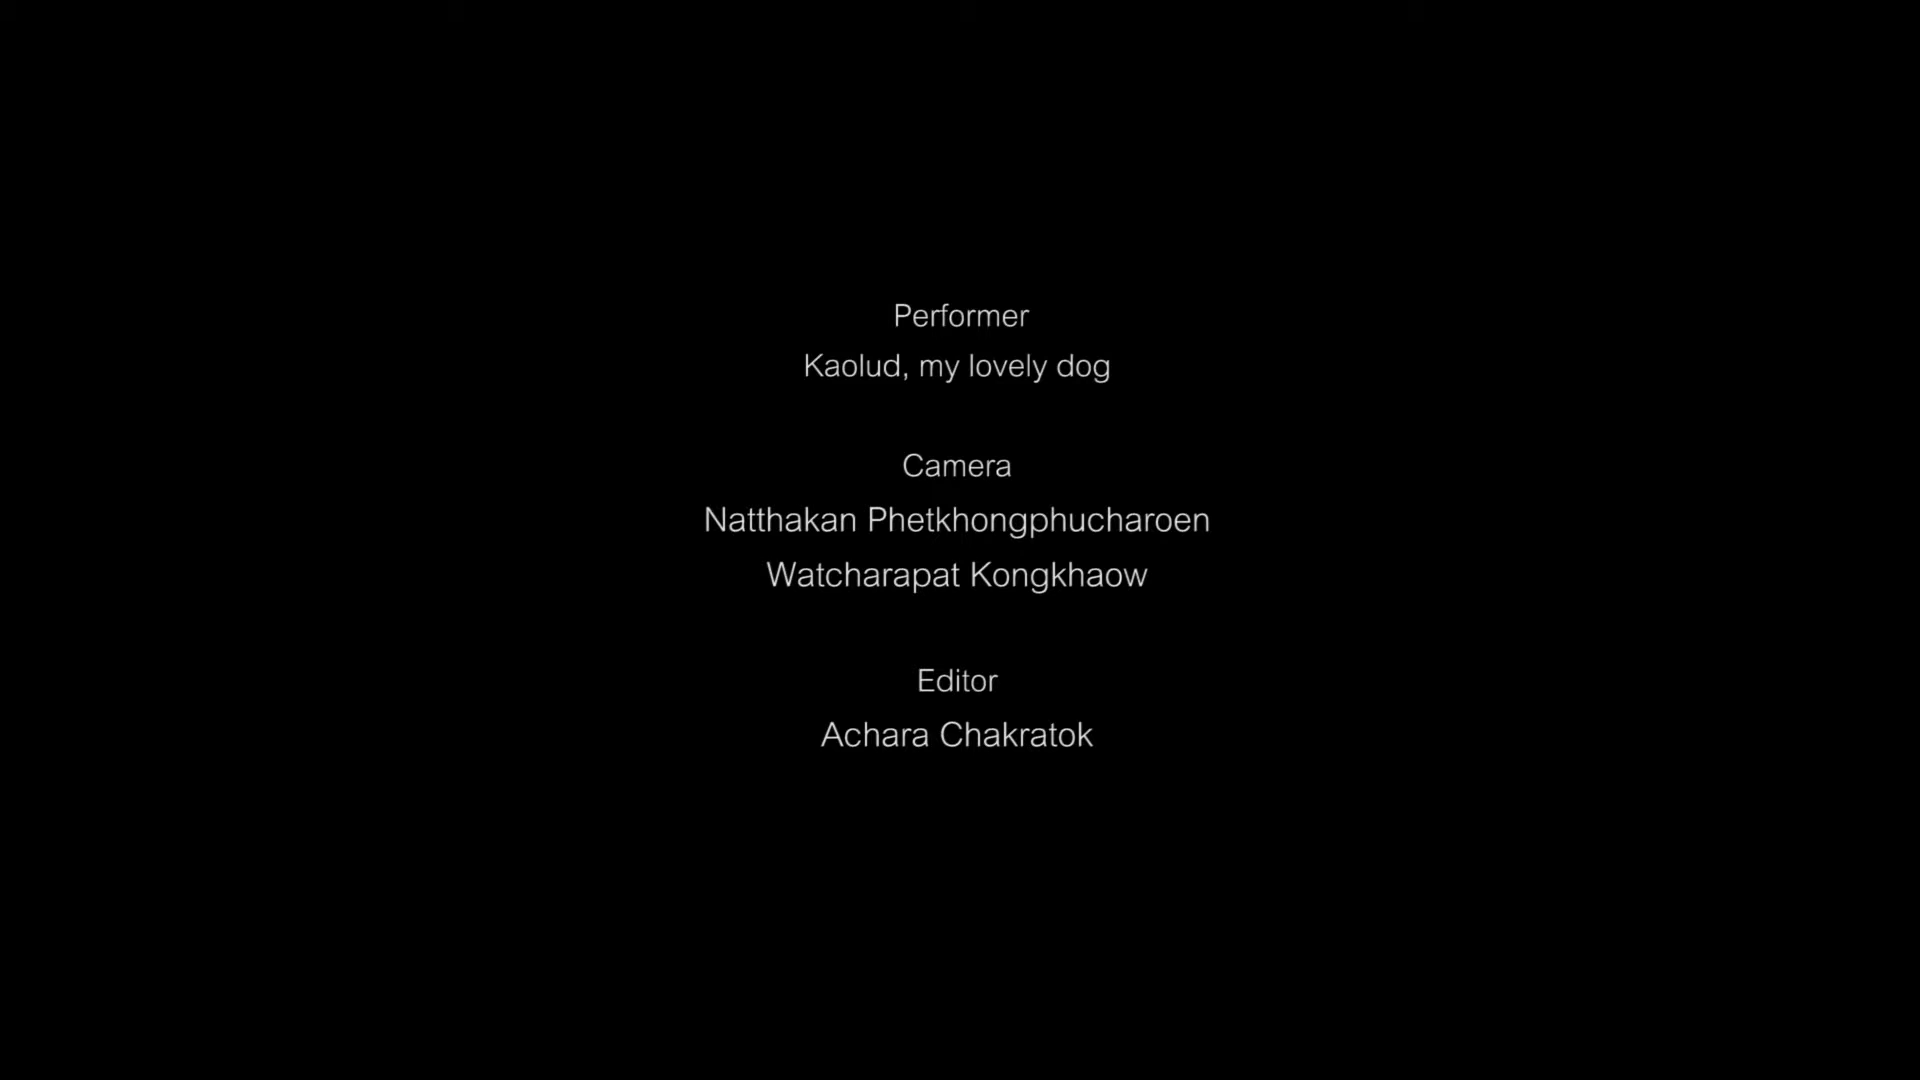 Performer
Kaolud, my lovely dog
Camera
Natthakan Phetkhongphucharoen
Watcharapat Kongkhaow
Editor
Achara Chakratok